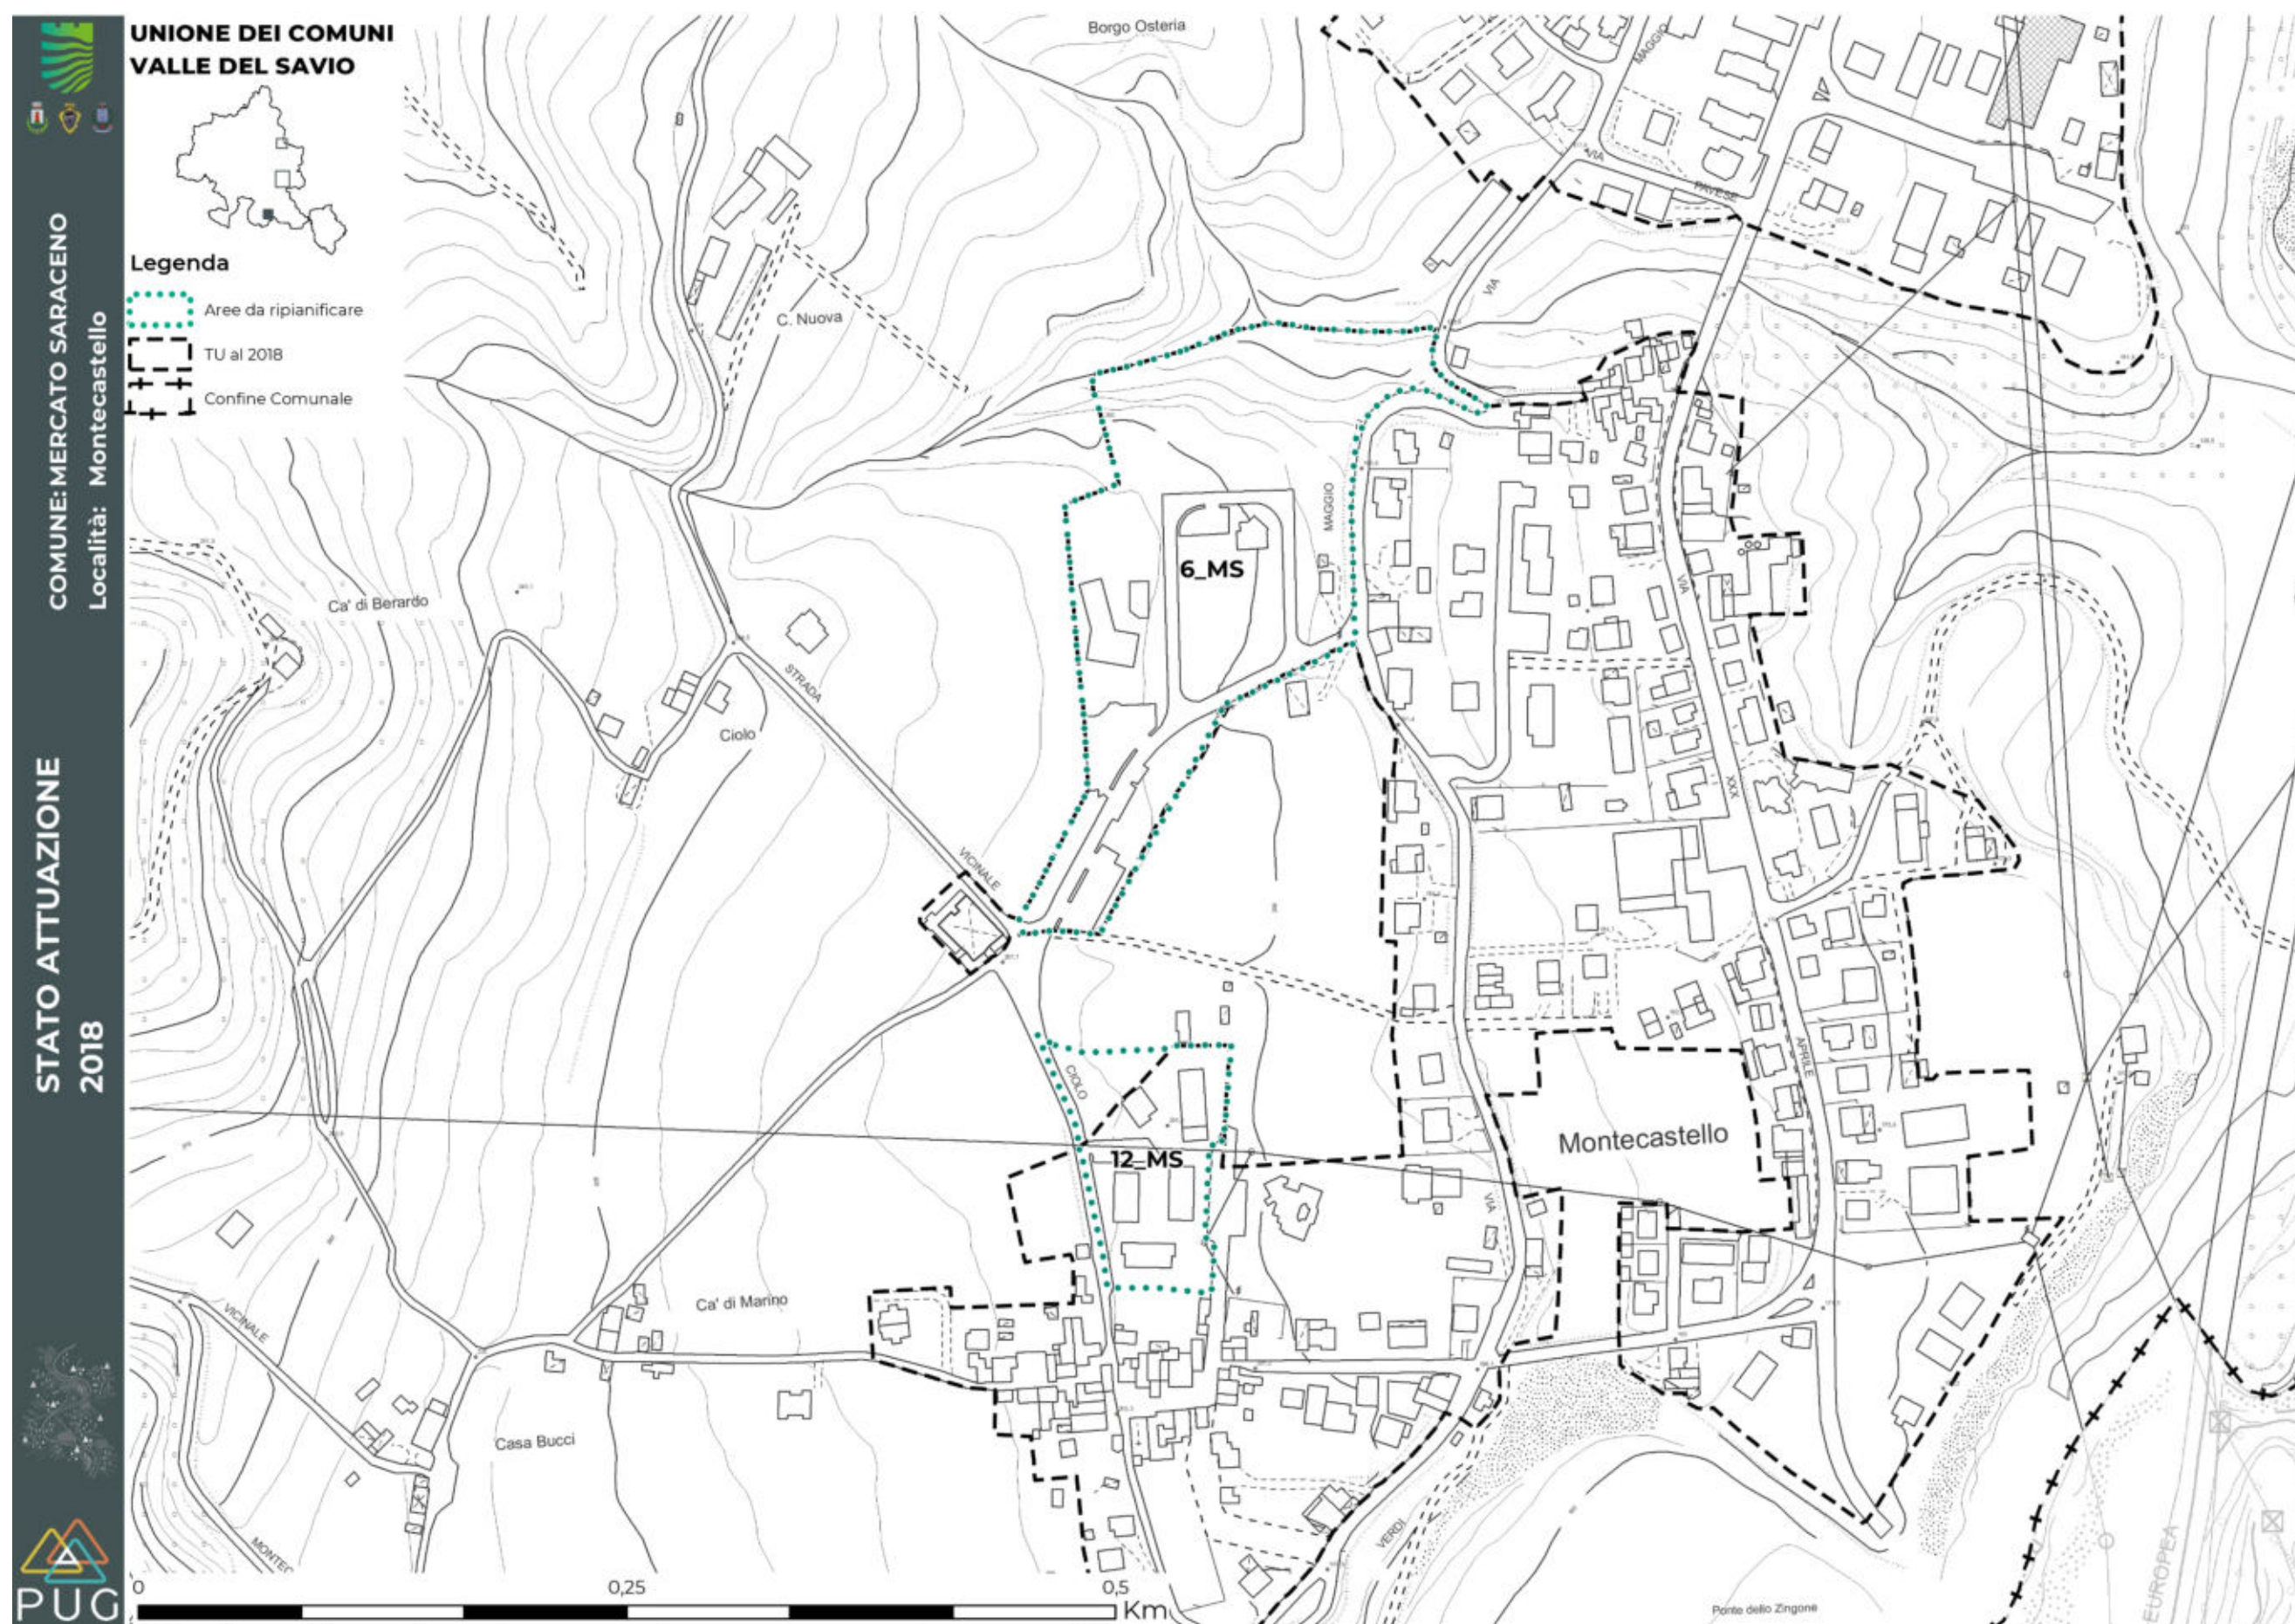 UNIONE DEI COMUNI
VALLE DEL SAVIO
COMUNE: MERCATO SARACENO
Località: Montecastello
STATO ATTUAZIONE
2018
PUG
Legenda
Aree da ripianificare
TU al 2018
Confine Comunale
Borgo Osteria
MAGGIO
VIA
PAVESE
VIA
C. Nuova
MAGGIO
6_MS
VIA
Ca' di Berardo
STRADA
Ciolo
XXX
VICINALE
CIOLO
APRILE
Montecastello
12_MS
VIA
Ca' di Marino
VICINALE
Casa Bucci
VERDI
MONTEC
EUROPEA
Ponte dello Zingone
0
0,25
0,5
Km